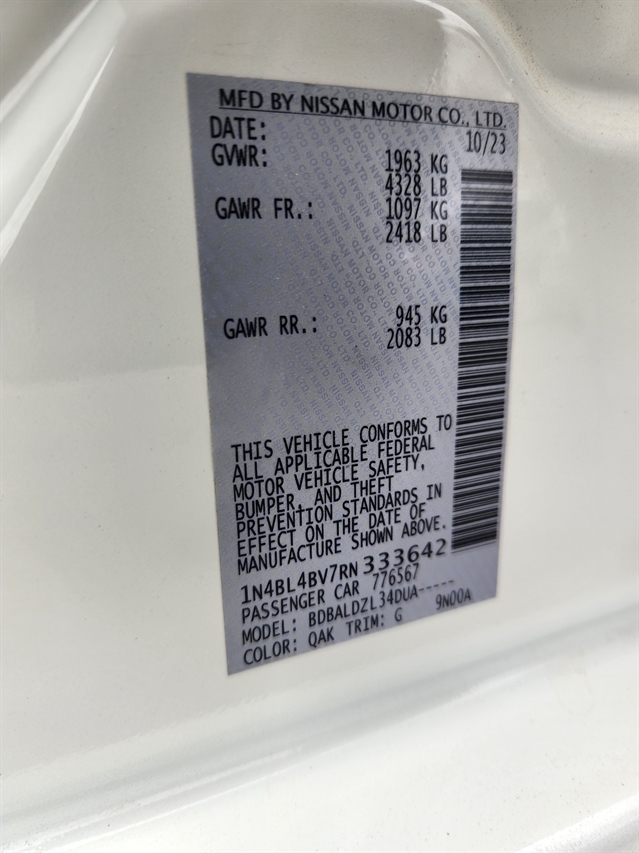 MFD BY NISSAN MOTOR CO., LTD.
DATE: 10/23
GVWR: 1963 KG
4328 LB
GAWR FR.: 1097 KG
2418 LB
GAWR RR.: 945 KG
2083 LB
THIS VEHICLE CONFORMS TO
ALL APPLICABLE FEDERAL
MOTOR VEHICLE SAFETY,
BUMPER, AND THEFT
PREVENTION STANDARDS IN
EFFECT ON THE DATE OF
MANUFACTURE SHOWN ABOVE.
1N4BL4BV7RN333642
PASSENGER CAR 776567
MODEL: BDBALDZL34DUA-----
COLOR: QAK TRIM: G 9N00A